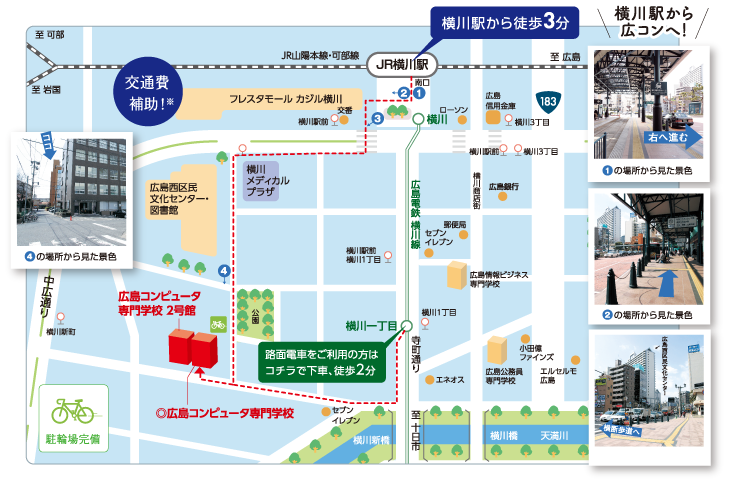 横川駅から徒歩3分
横川駅から
広コンへ!
至 可部
JR山陽本線・可部線
JR横川駅
至 広島
至 岩国
交通費
補助!※
南口
2
1
フレスタモール カジル横川
交番
横川駅前
3
横川
ローソン
広島
信用金庫
横川3丁目
183
右へ進む
1の場所から見た景色
ココ
4の場所から見た景色
広島西区民
文化センター・
図書館
横川
メディカル
プラザ
横川駅前
横川3丁目
広島電鉄 横川線
横川商店街
広島銀行
郵便局
セブン
イレブン
横川駅前
横川1丁目
広島情報ビジネス
専門学校
2の場所から見た景色
4
中広通り
広島コンピュータ
専門学校 2号館
公園
横川一丁目
横川1丁目
横川新町
路面電車をご利用の方は
コチラで下車、徒歩2分
寺町通り
小田億
ファインズ
広島公務員
専門学校
エルセルモ
広島
エネオス
◎広島コンピュータ専門学校
セブン
イレブン
駐輪場完備
横川新橋
至 十日市
横川橋
天満川
広島西区民文化センター
横断歩道へ